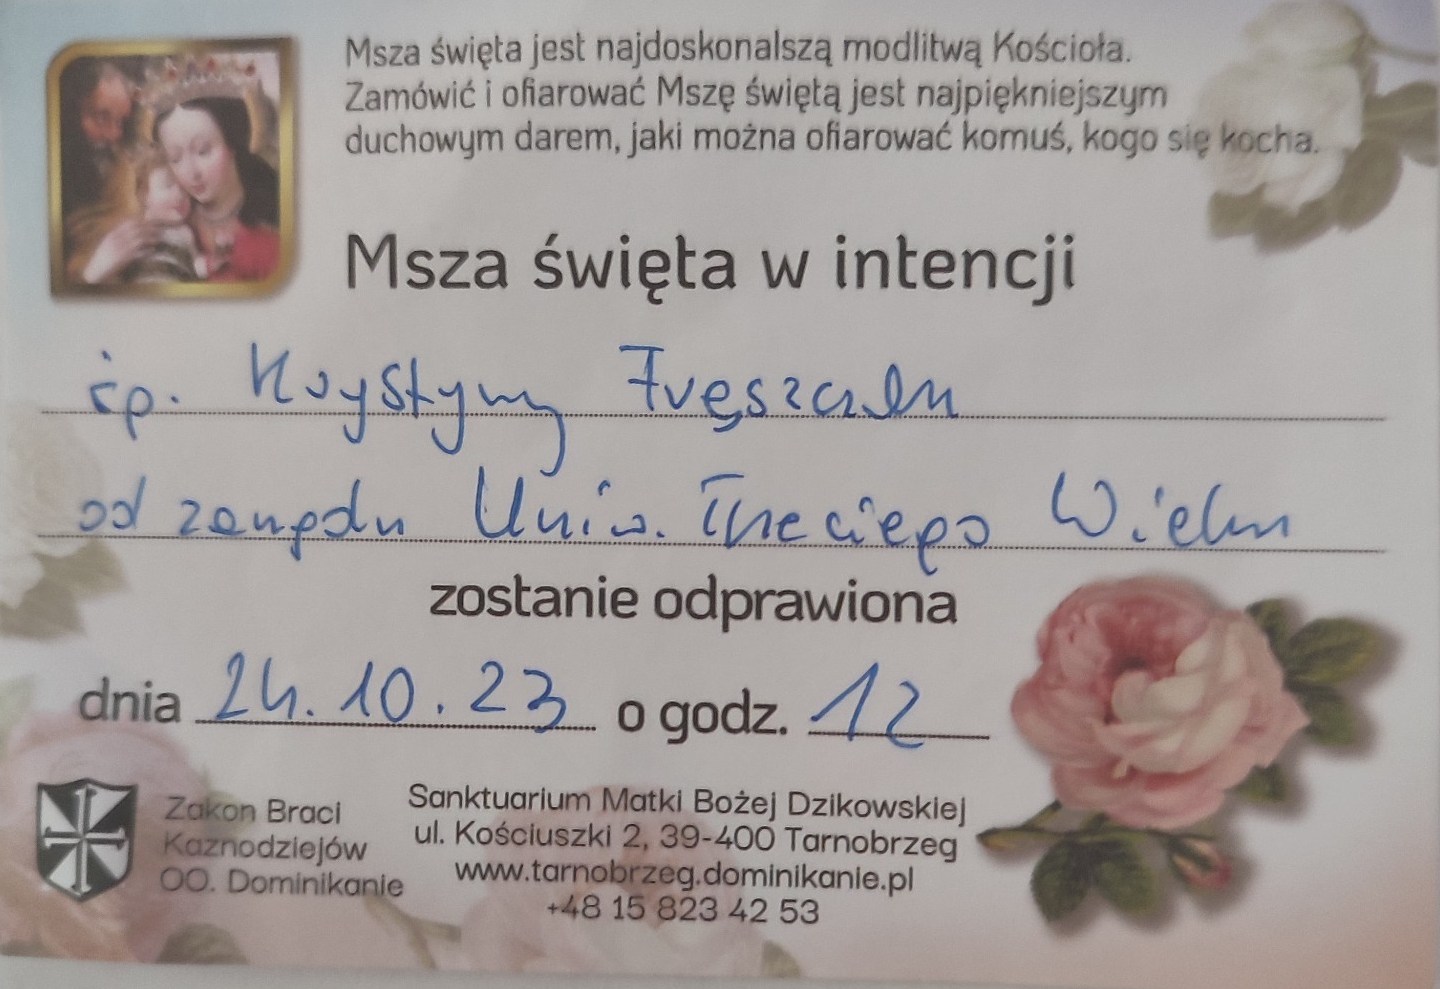 Msza święta jest najdoskonalszą modlitwą Kościoła.
Zamówić i ofiarować Mszę świętą jest najpiękniejszym
duchowym darem, jaki można ofiarować komuś, kogo się kocha.
Msza święta w intencji
śp. Krystyny
od zarządu Uniw. Trzeciego Wieku
zostanie odprawiona
dnia 24.10.23 o godz. 12
Zakon Braci
Kaznodziejów
OO. Dominikanie
Sanktuarium Matki Bożej Dzikowskiej
ul. Kościuszki 2, 39-400 Tarnobrzeg
www.tarnobrzeg.dominikanie.pl
+48 15 823 42 53